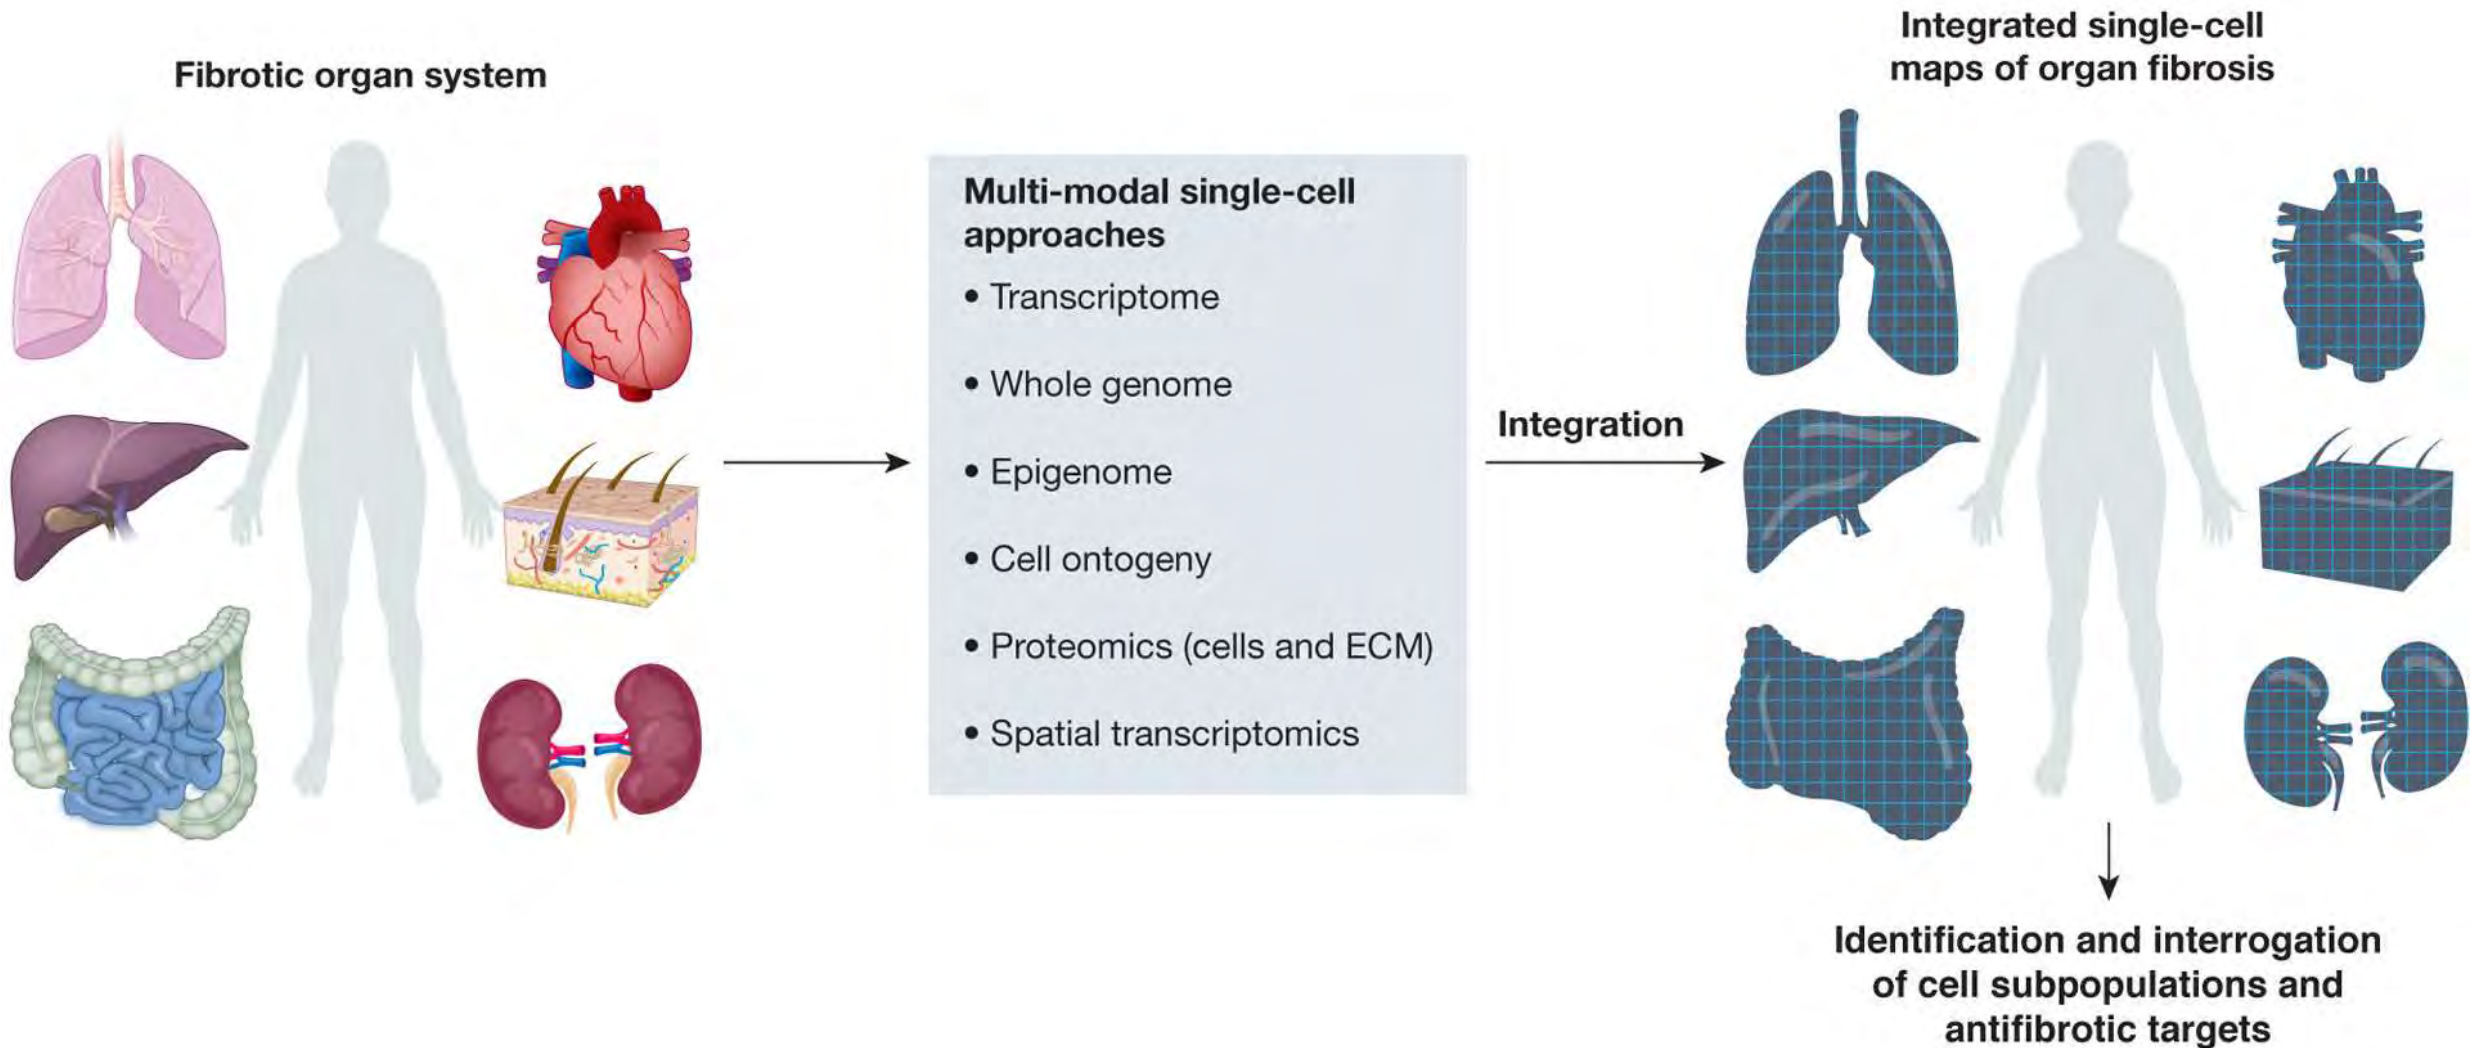 Fibrotic organ system
Multi-modal single-cell
approaches
• Transcriptome
• Whole genome
• Epigenome
• Cell ontogeny
• Proteomics (cells and ECM)
• Spatial transcriptomics
Integration
Integrated single-cell
maps of organ fibrosis
Identification and interrogation
of cell subpopulations and
antifibrotic targets